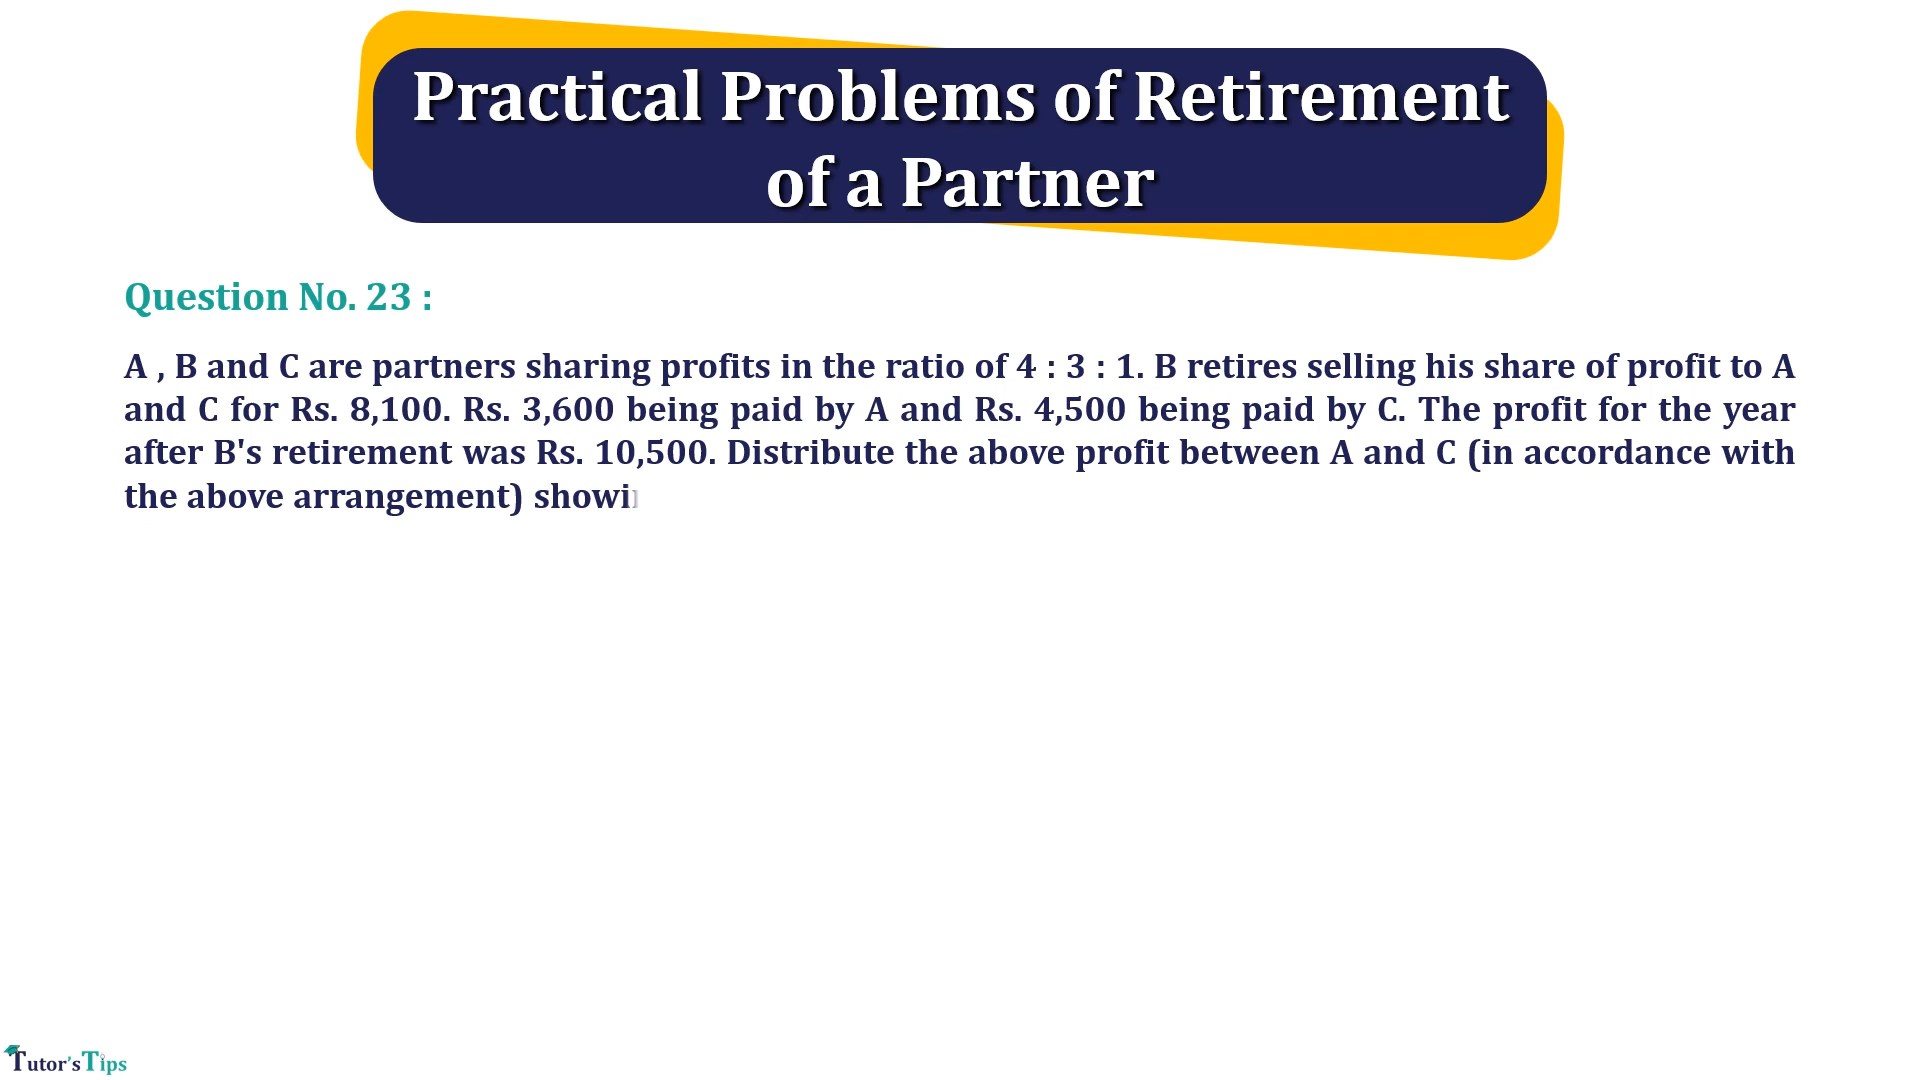 Practical Problems of Retirement
of a Partner
Question No. 23 :
A , B and C are partners sharing profits in the ratio of 4 : 3 : 1. B retires selling his share of profit to A
and C for Rs. 8,100. Rs. 3,600 being paid by A and Rs. 4,500 being paid by C. The profit for the year
after B's retirement was Rs. 10,500. Distribute the above profit between A and C (in accordance with
the above arrangement) showi
Tutor'sTips